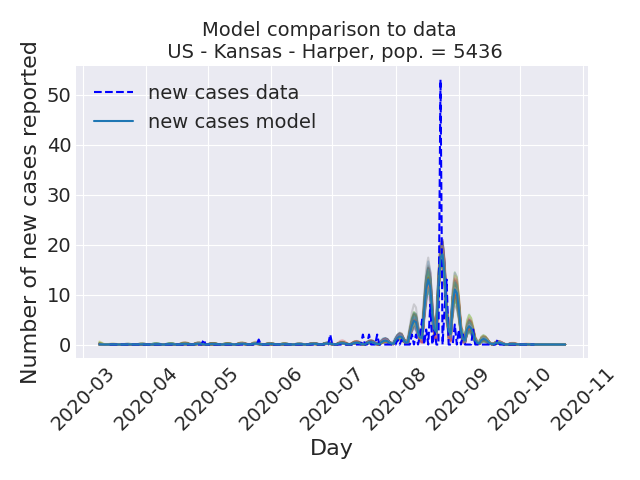 Model comparison to data
US - Kansas - Harper, pop. = 5436
Number of new cases reported
50
40
30
20
10
0
new cases data
new cases model
2020-03
2020-04
2020-05
2020-06
2020-07
2020-08
2020-09
2020-10
2020-11
Day